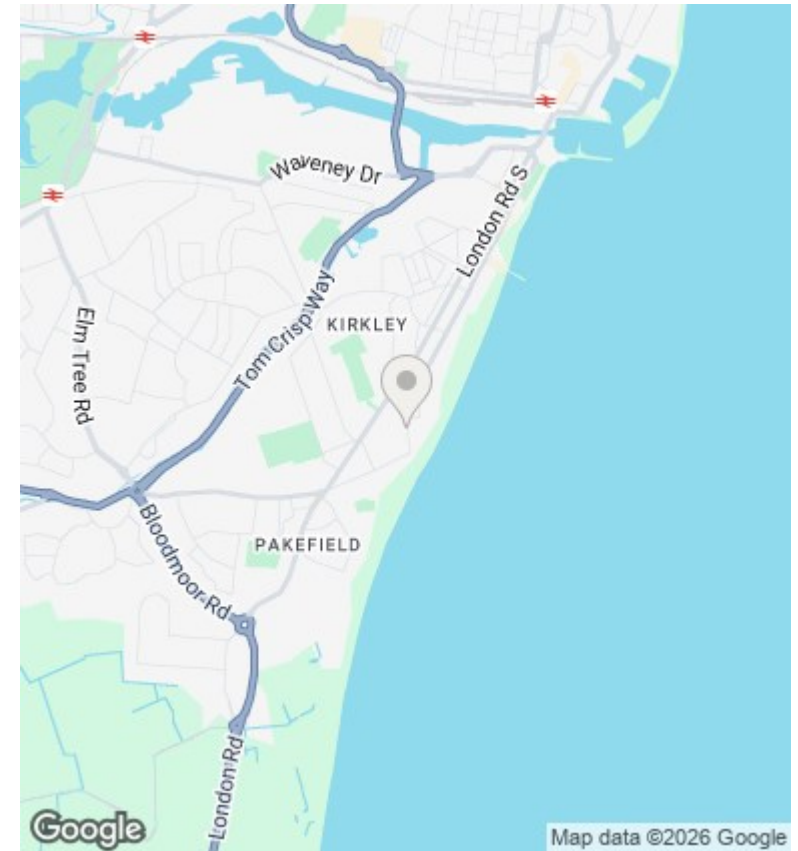 Waveney Dr
London Rd S
Tom Crisp Way
KIRKLEY
Elm Tree Rd
Bloodmoor Rd
PAKEFIELD
London Rd
Google
Map data ©2026 Google